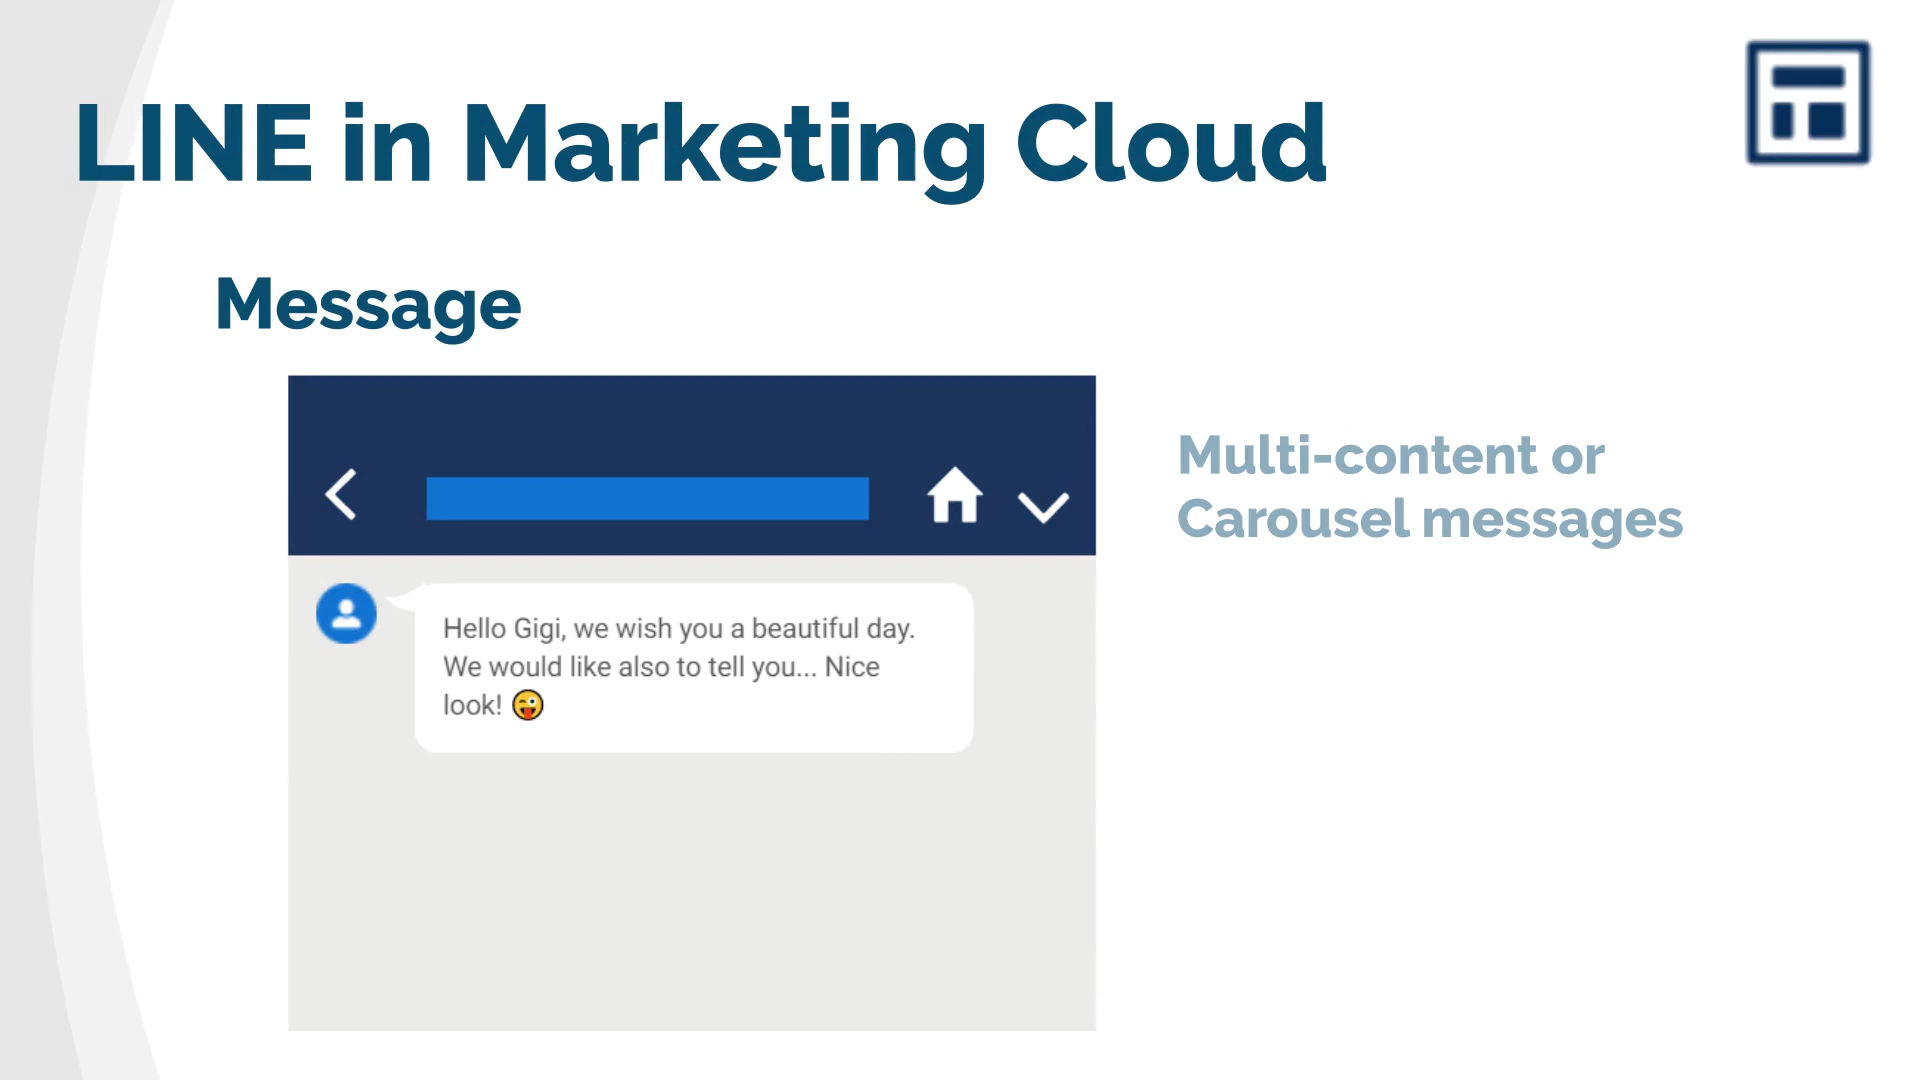 LINE in Marketing Cloud
Message
Multi-content or
Carousel messages
Hello Gigi, we wish you a beautiful day.
We would like also to tell you... Nice
look! 😜